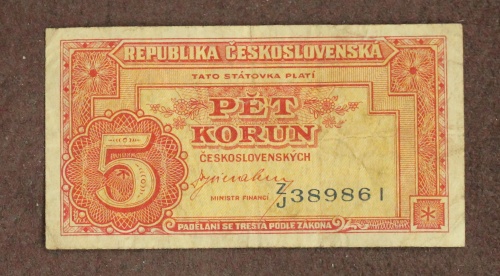 REPUBLIKA ČESKOSLOVENSKÁ
TATO STÁTOVKA PLATÍ
PĚT
KORUN
5
ČESKOSLOVENSKÝCH
MINISTR FINANCÍ
Z/J 389861
PADĚLÁNÍ SE TRESTÁ PODLE ZÁKONA